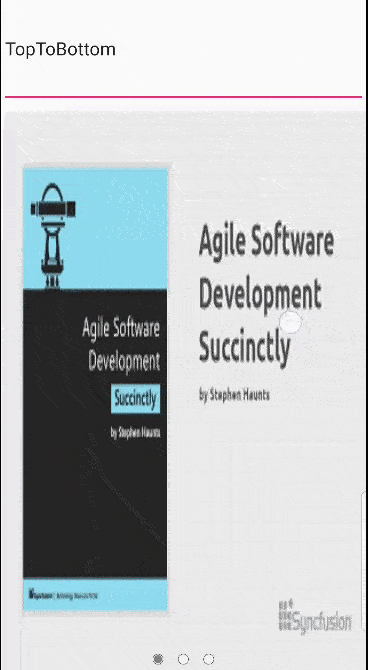 TopToBottom
Agile Software
Development
Succinctly
by Stephen Haunts
Agile Software
Development
Succinctly
by Stephen Haunts
Syncfusion